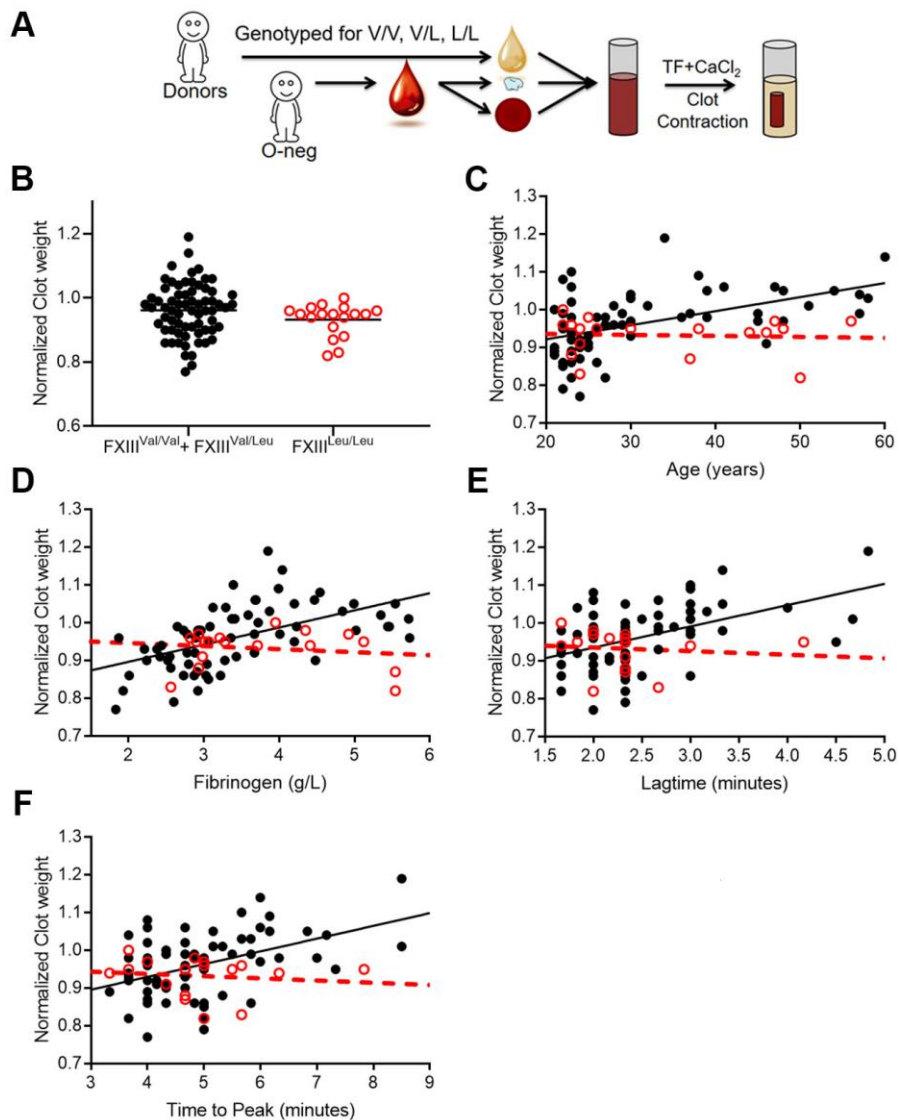 A
Genotyped for V/V, V/L, L/L
Donors
O-neg
TF+CaCl₂
Clot
Contraction
B
Normalized Clot weight
1.2
1.0
0.8
0.6
FXIII^Val/Val + FXIII^Val/Leu
FXIII^Leu/Leu
C
Normalized Clot weight
1.3
1.2
1.1
1.0
0.9
0.8
0.7
20 30 40 50 60
Age (years)
D
Normalized Clot weight
1.3
1.2
1.1
1.0
0.9
0.8
0.7
2 3 4 5 6
Fibrinogen (g/L)
E
Normalized Clot weight
1.3
1.2
1.1
1.0
0.9
0.8
0.7
1.5 2.0 2.5 3.0 3.5 4.0 4.5 5.0
Lagtime (minutes)
F
Normalized Clot weight
1.3
1.2
1.1
1.0
0.9
0.8
0.7
3 4 5 6 7 8 9
Time to Peak (minutes)